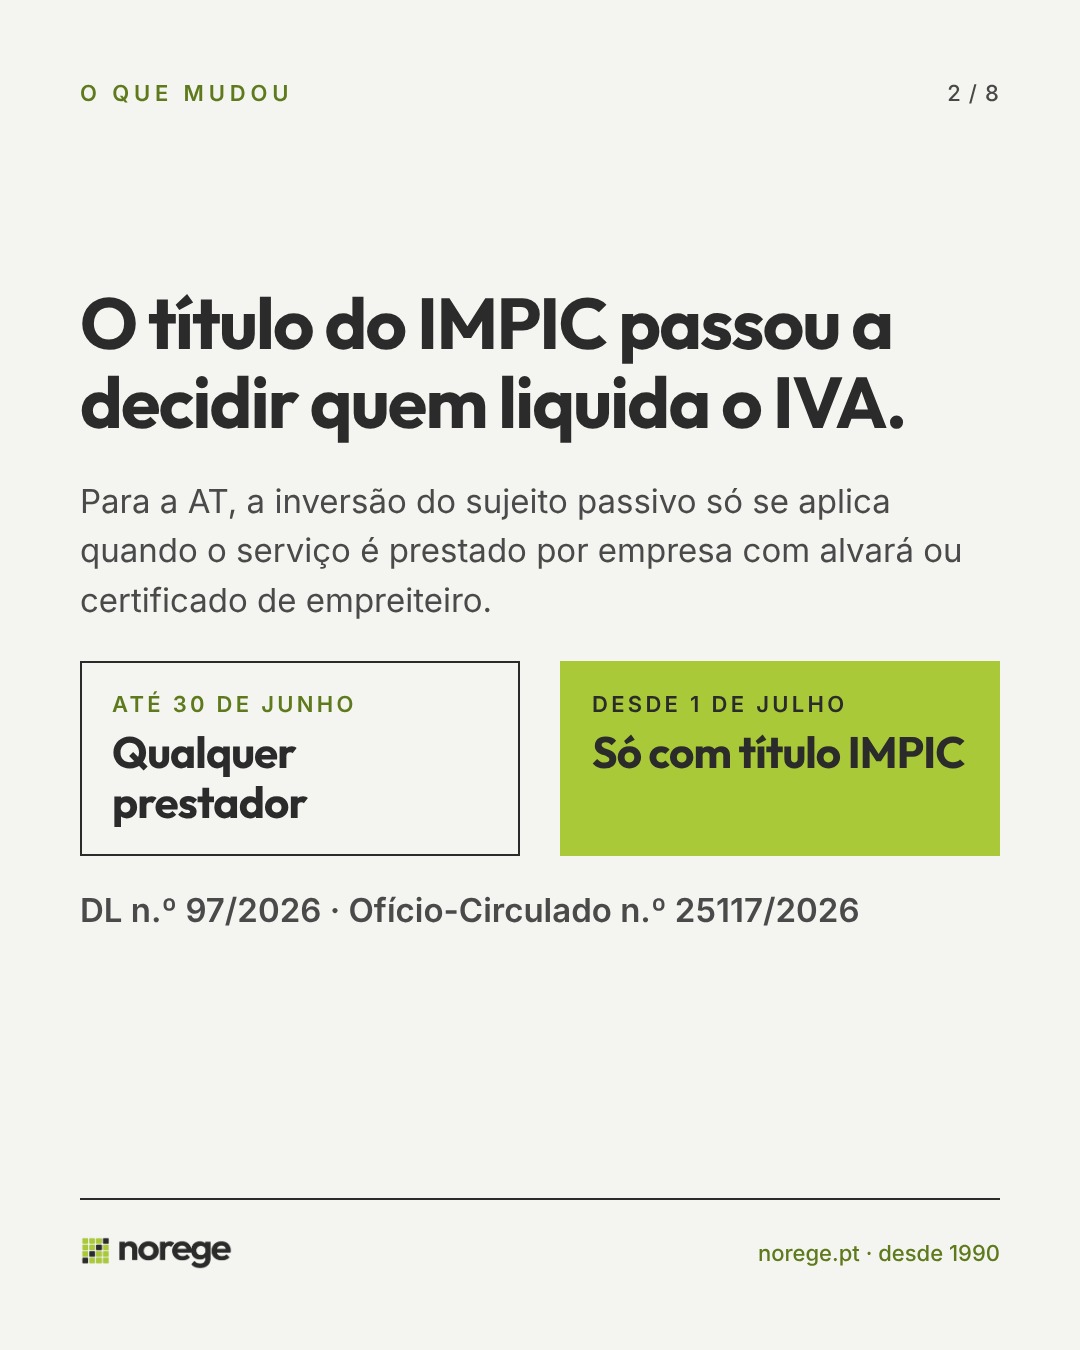 O QUE MUDOU
2 / 8
O título do IMPIC passou a
decidir quem liquida o IVA.
Para a AT, a inversão do sujeito passivo só se aplica
quando o serviço é prestado por empresa com alvará ou
certificado de empreiteiro.
ATÉ 30 DE JUNHO
Qualquer
prestador
DESDE 1 DE JULHO
Só com título IMPIC
DL n.º 97/2026 · Ofício-Circulado n.º 25117/2026
norege
norege.pt · desde 1990